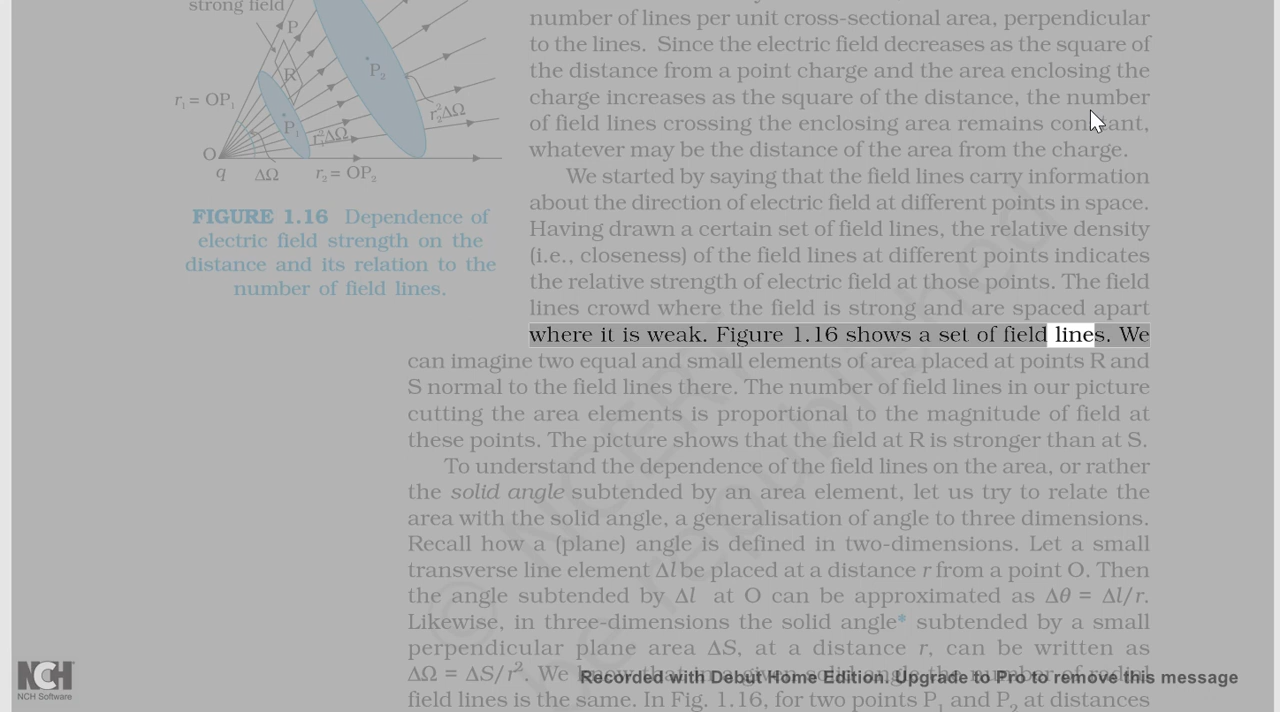 strong field
P
R
P2
r1 = OP1
r2²ΔΩ
P1
r1²ΔΩ
O
q
ΔΩ
r2 = OP2
FIGURE 1.16 Dependence of
electric field strength on the
distance and its relation to the
number of field lines.
number of lines per unit cross-sectional area, perpendicular
to the lines. Since the electric field decreases as the square of
the distance from a point charge and the area enclosing the
charge increases as the square of the distance, the number
of field lines crossing the enclosing area remains constant,
whatever may be the distance of the area from the charge.
We started by saying that the field lines carry information
about the direction of electric field at different points in space.
Having drawn a certain set of field lines, the relative density
(i.e., closeness) of the field lines at different points indicates
the relative strength of electric field at those points. The field
lines crowd where the field is strong and are spaced apart
where it is weak. Figure 1.16 shows a set of field lines. We
can imagine two equal and small elements of area placed at points R and
S normal to the field lines there. The number of field lines in our picture
cutting the area elements is proportional to the magnitude of field at
these points. The picture shows that the field at R is stronger than at S.
To understand the dependence of the field lines on the area, or rather
the solid angle subtended by an area element, let us try to relate the
area with the solid angle, a generalisation of angle to three dimensions.
Recall how a (plane) angle is defined in two-dimensions. Let a small
transverse line element Δl be placed at a distance r from a point O. Then
the angle subtended by Δl at O can be approximated as Δθ = Δl/r.
Likewise, in three-dimensions the solid angle* subtended by a small
perpendicular plane area ΔS, at a distance r, can be written as
ΔΩ = ΔS/r². We know that in a given solid angle the number of radial
field lines is the same. In Fig. 1.16, for two points P1 and P2 at distances
© NCERT
be republished
NCH
NCH Software
Recorded with Debut Home Edition. Upgrade to Pro to remove this message